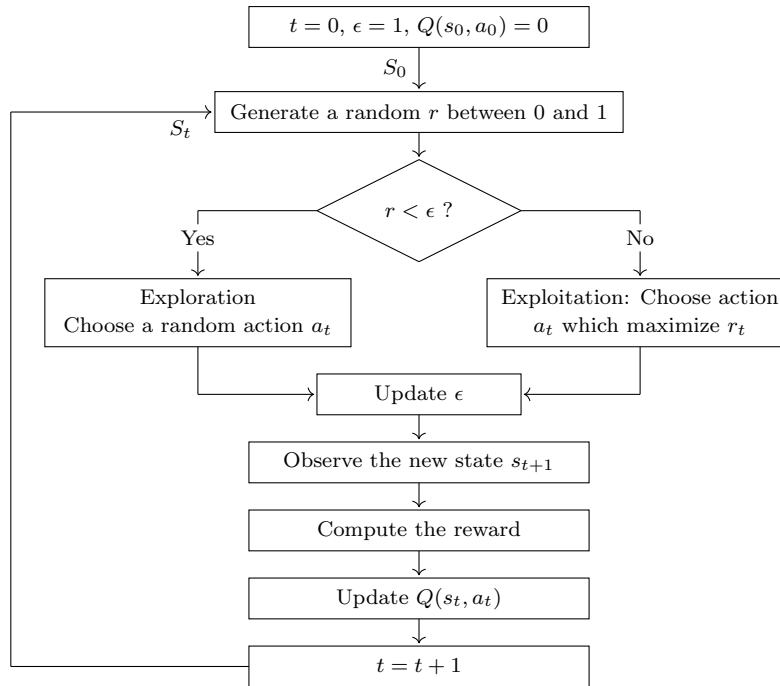 t = 0, ϵ = 1, Q(s₀, a₀) = 0
S₀
Generate a random r between 0 and 1
Sₜ
r < ϵ ?
Yes
No
Exploration
Choose a random action aₜ
Exploitation: Choose action
aₜ which maximize rₜ
Update ϵ
Observe the new state sₜ₊₁
Compute the reward
Update Q(sₜ, aₜ)
t = t + 1